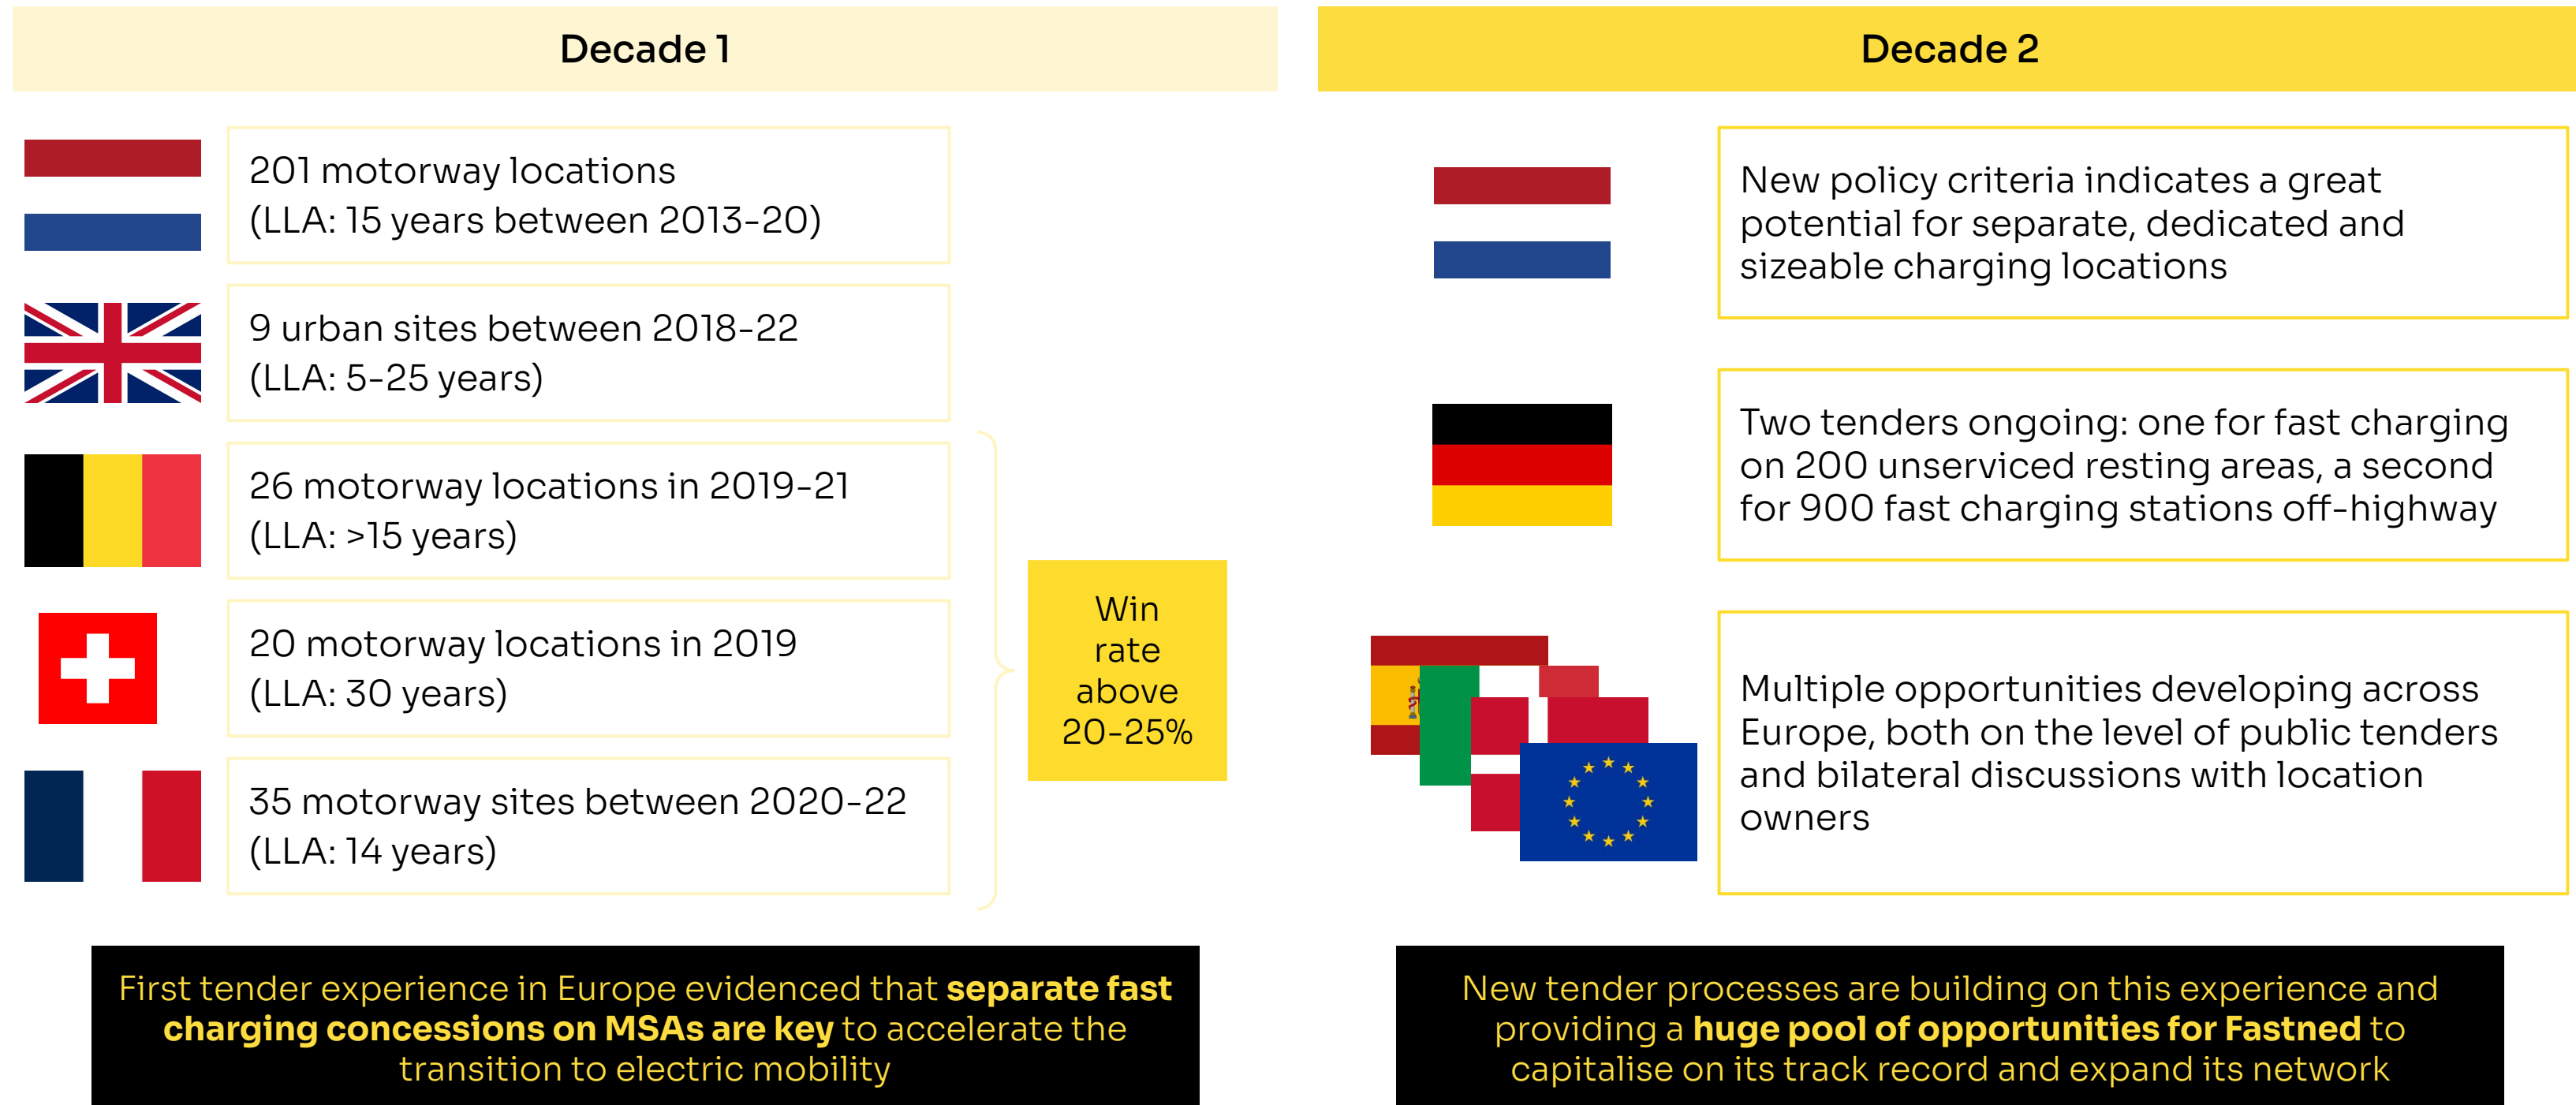 Decade 1
201 motorway locations
(LLA: 15 years between 2013-20)
9 urban sites between 2018-22
(LLA: 5-25 years)
26 motorway locations in 2019-21
(LLA: >15 years)
20 motorway locations in 2019
(LLA: 30 years)
35 motorway sites between 2020-22
(LLA: 14 years)
Win
rate
above
20-25%
First tender experience in Europe evidenced that separate fast
charging concessions on MSAs are key to accelerate the
transition to electric mobility
Decade 2
New policy criteria indicates a great
potential for separate, dedicated and
sizeable charging locations
Two tenders ongoing: one for fast charging
on 200 unserviced resting areas, a second
for 900 fast charging stations off-highway
Multiple opportunities developing across
Europe, both on the level of public tenders
and bilateral discussions with location
owners
New tender processes are building on this experience and
providing a huge pool of opportunities for Fastned to
capitalise on its track record and expand its network